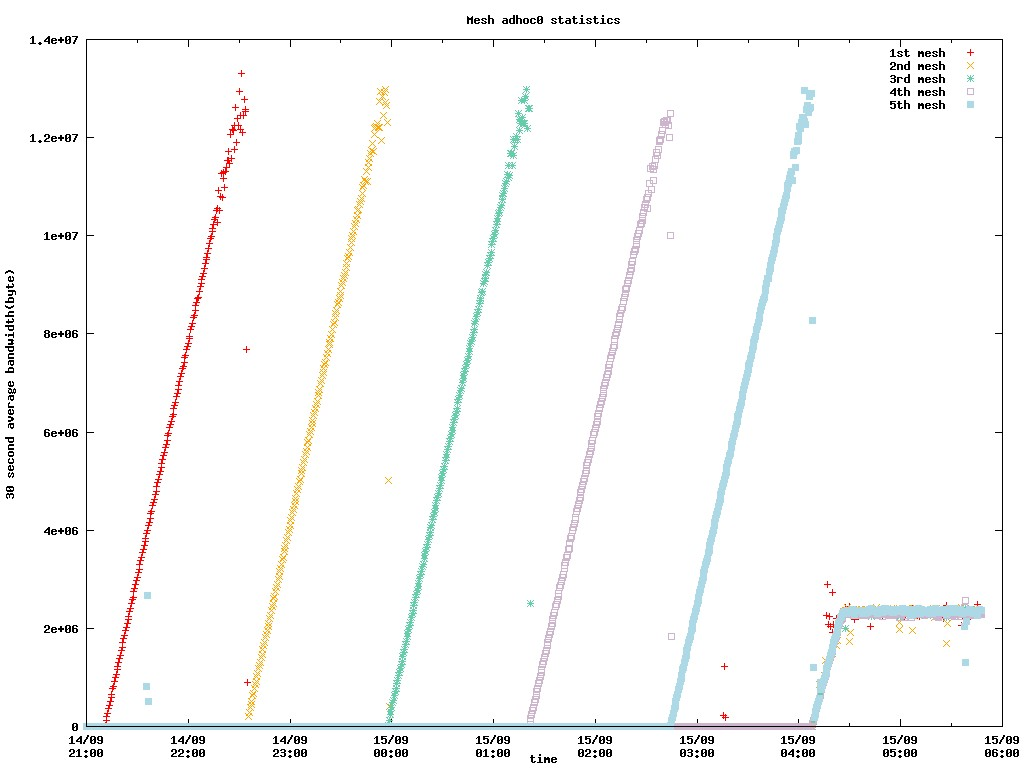 Mesh adhoc0 statistics
1.4e+07
1.2e+07
1e+07
8e+06
6e+06
4e+06
2e+06
0
30 second average bandwidth(byte)
1st mesh
2nd mesh
3rd mesh
4th mesh
5th mesh
14/09 14/09 14/09 15/09 15/09 15/09 15/09 15/09 15/09 15/09
21:00 22:00 23:00 00:00 01:00 02:00 03:00 04:00 05:00 06:00
time